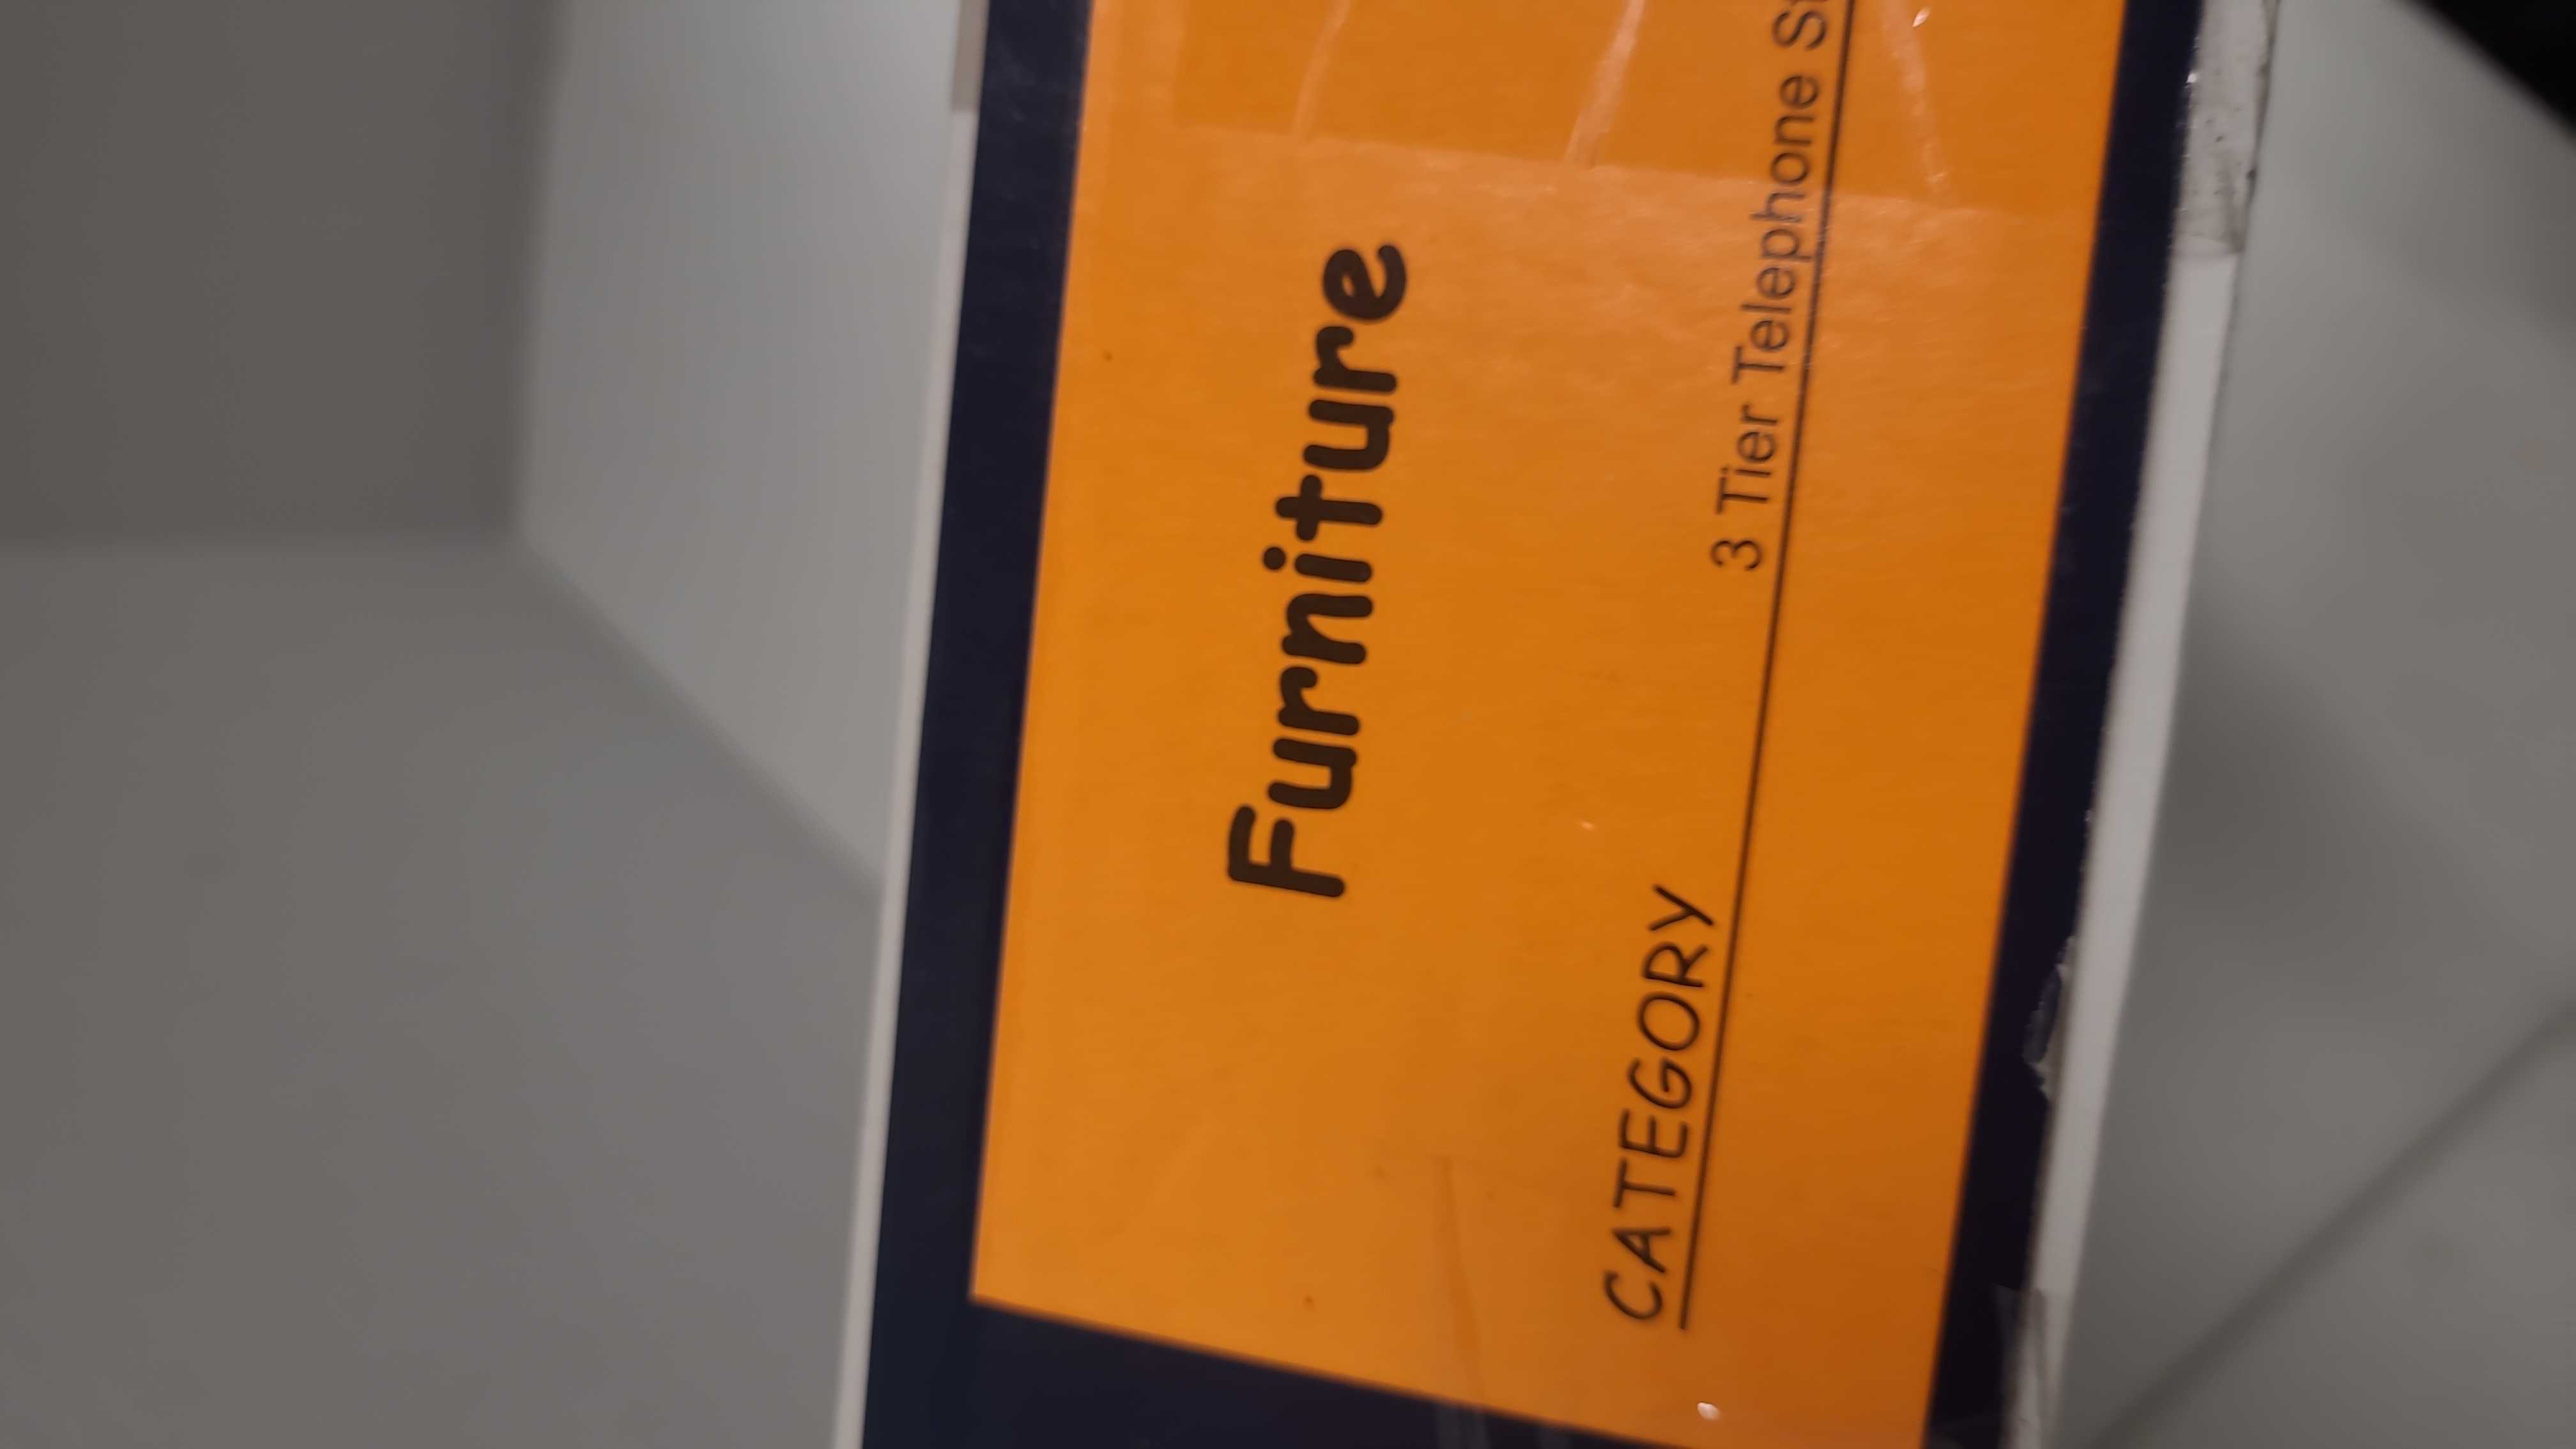 Furniture
CATEGORY 3 Tier Telephone